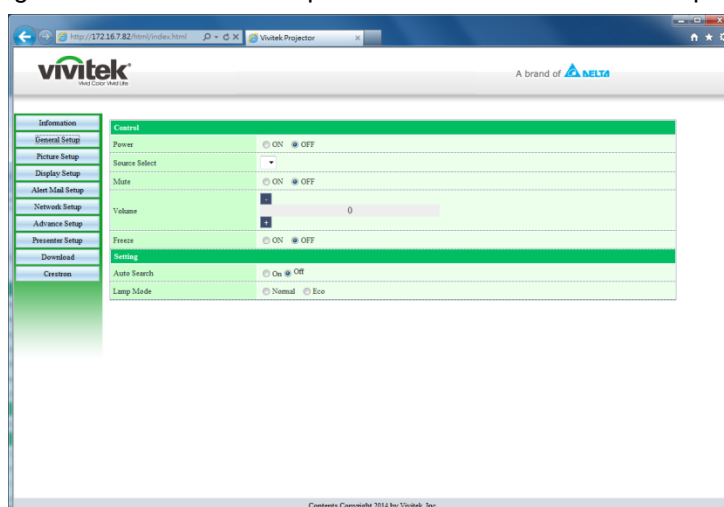 http://172.16.7.82/html/index.html
Vivitek Projector
vivitek
Vivid Color Vivid Life
A brand of DELTA
Information
General Setup
Picture Setup
Display Setup
Alert Mail Setup
Network Setup
Advance Setup
Presenter Setup
Download
Crestron
Control
Power ON OFF
Source Select
Mute ON OFF
-
Volume 0
+
Freeze ON OFF
Setting
Auto Search On Off
Lamp Mode Normal Eco
Contents Copyright 2014 by Vivitek, Inc